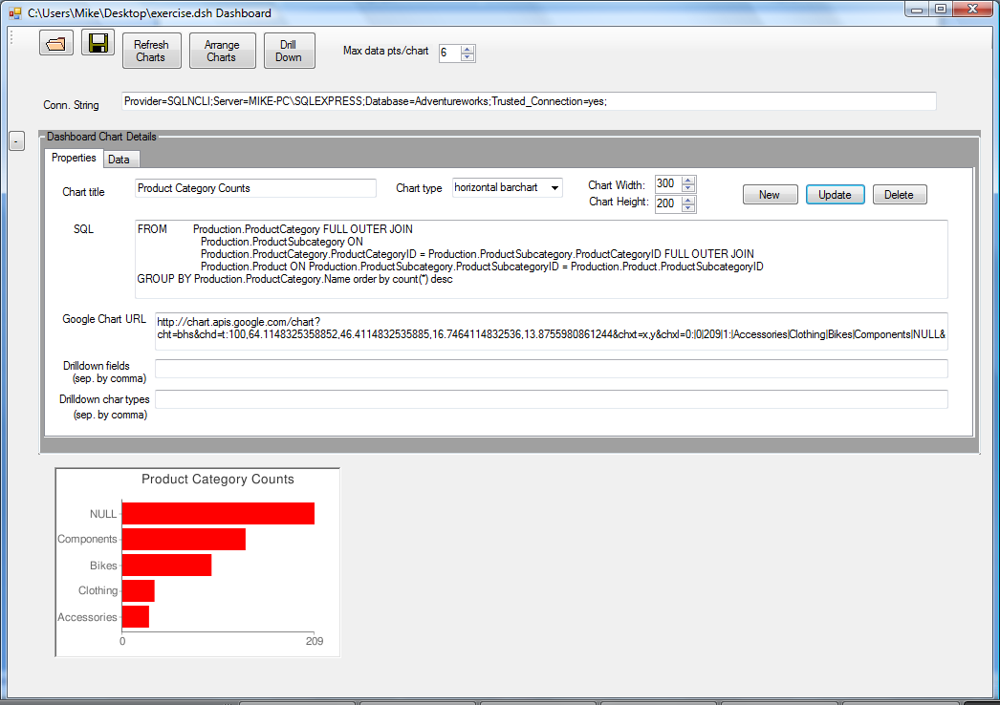 C:\Users\Mike\Desktop\exercise.dsh Dashboard
Refresh
Charts
Arrange
Charts
Drill
Down
Max data pts/chart
6
Conn. String
Provider=SQLNCLI;Server=MIKE-PC\SQLEXPRESS;Database=Adventureworks;Trusted_Connection=yes;
-
Dashboard Chart Details
Properties
Data
Chart title
Product Category Counts
Chart type
horizontal barchart
Chart Width:
300
Chart Height:
200
New
Update
Delete
SQL
FROM Production.ProductCategory FULL OUTER JOIN
Production.ProductSubcategory ON
Production.ProductCategory.ProductCategoryID = Production.ProductSubcategory.ProductCategoryID FULL OUTER JOIN
Production.Product ON Production.ProductSubcategory.ProductSubcategoryID = Production.Product.ProductSubcategoryID
GROUP BY Production.ProductCategory.Name order by count(*) desc
Google Chart URL
http://chart.apis.google.com/chart?
cht=bhs&chd=t:100,64.1148325358852,46.4114832535885,16.7464114832536,13.8755980861244&chxt=x,y&chxl=0:|0|209|1:|Accessories|Clothing|Bikes|Components|NULL&
Drilldown fields
(sep. by comma)
Drilldown char types
(sep. by comma)
Product Category Counts
NULL
Components
Bikes
Clothing
Accessories
0
209